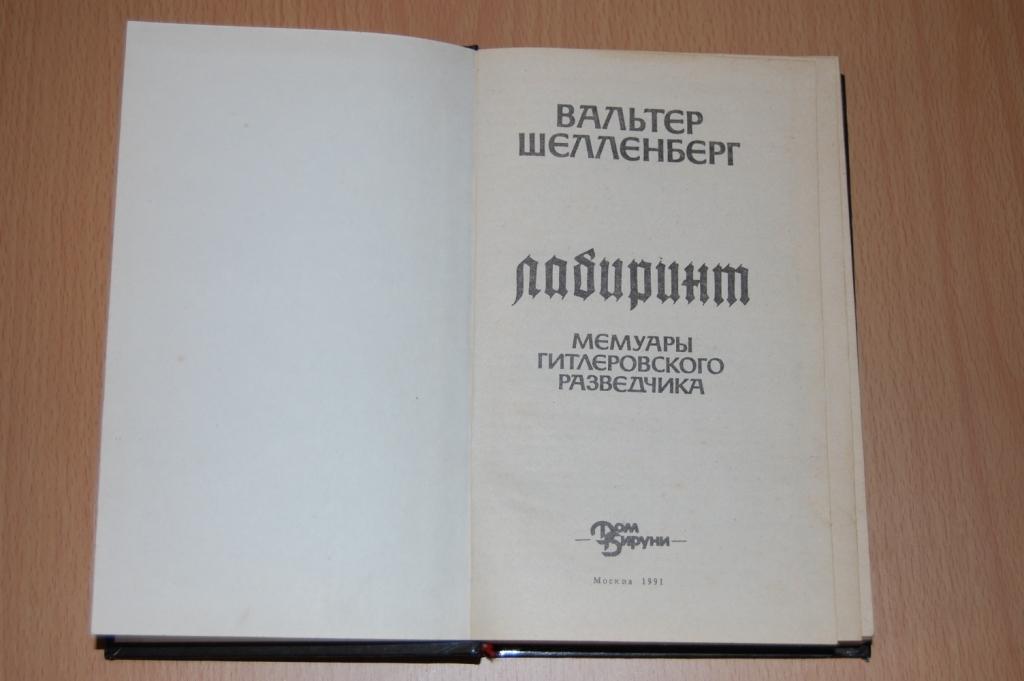 ВАЛЬТЕР
ШЕЛЛЕНБЕРГ
лабиринт
МЕМУАРЫ
ГИТЛЕРОВСКОГО
РАЗВЕДЧИКА
Дом
Бируни
Москва 1991